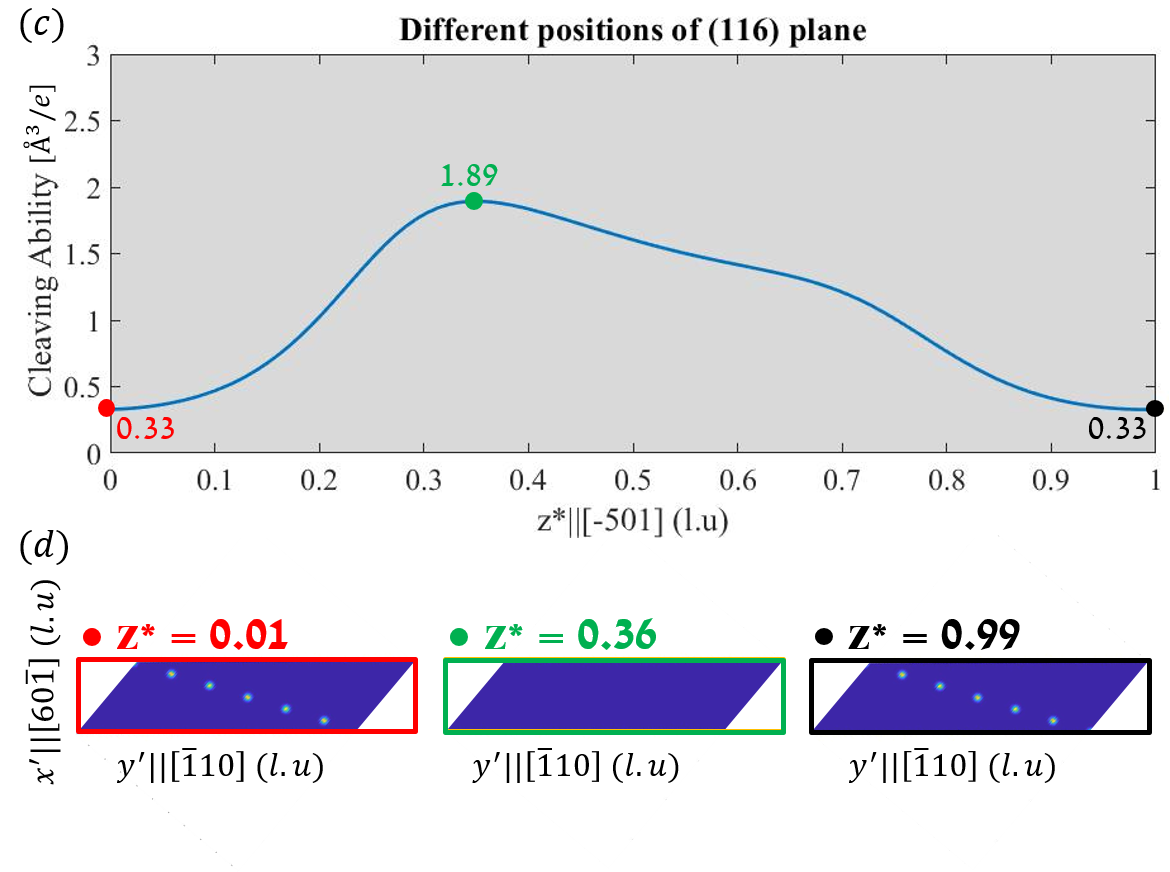 (c)
Different positions of (116) plane
Cleaving Ability [Å³/e]
3
2.5
2
1.5
1
0.5
0
1.89
0.33
0.33
0 0.1 0.2 0.3 0.4 0.5 0.6 0.7 0.8 0.9 1
z*||[-501] (l.u)
(d)
x′||[601̅] (l.u)
z* = 0.01
z* = 0.36
z* = 0.99
y′||[1̅10] (l.u)
y′||[1̅10] (l.u)
y′||[1̅10] (l.u)